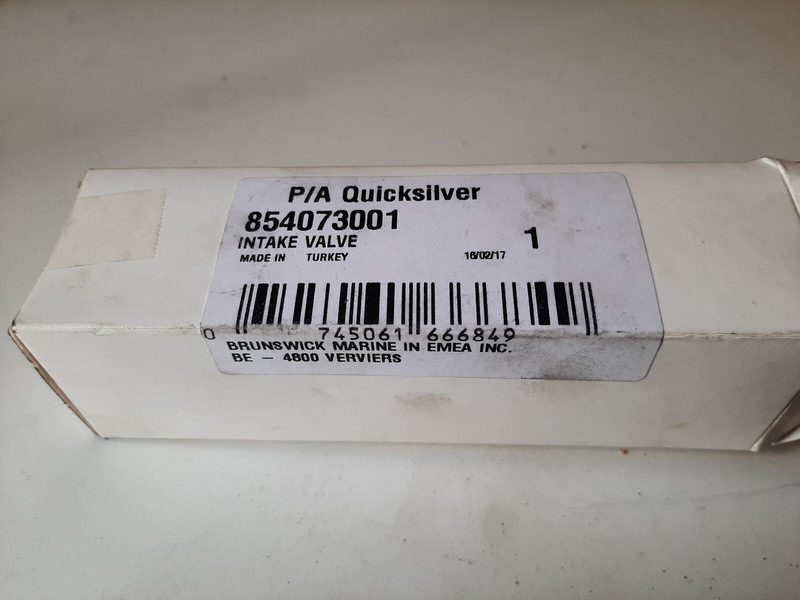 P/A Quicksilver
854073001
INTAKE VALVE
1
MADE IN TURKEY
16/02/17
0 745061 666849
BRUNSWICK MARINE IN EMEA INC.
BE - 4800 VERVIERS